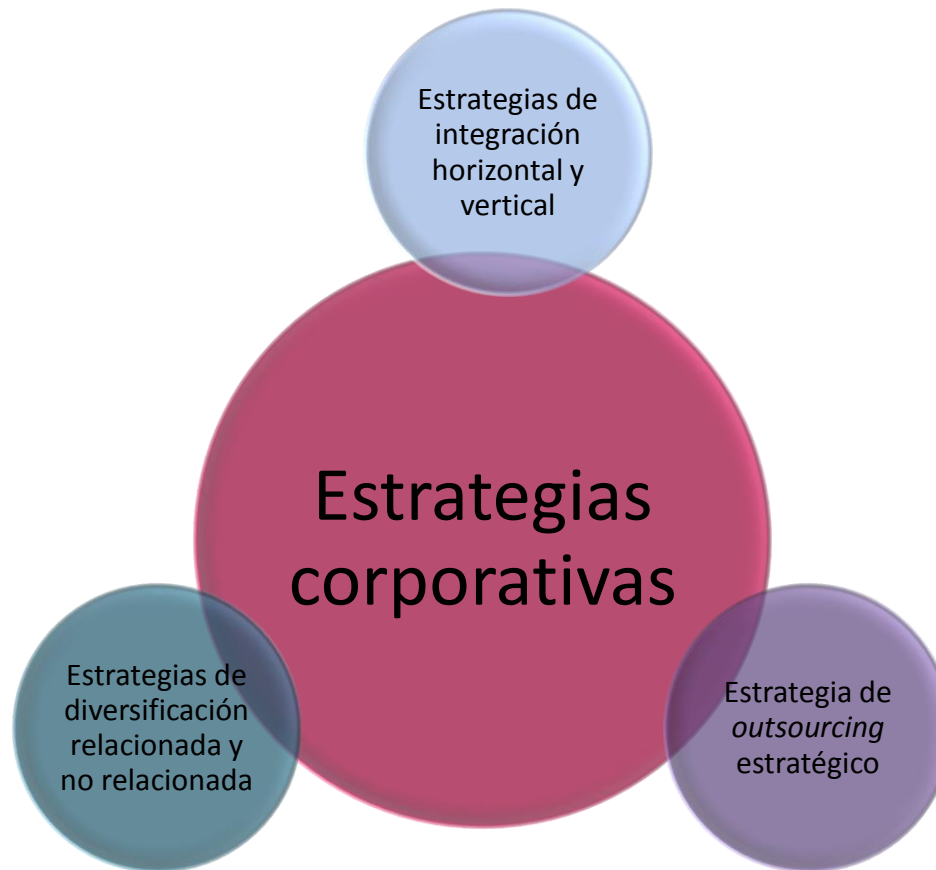 Estrategias de
integración
horizontal y
vertical
Estrategias
corporativas
Estrategias de
diversificación
relacionada y
no relacionada
Estrategia de
outsourcing
estratégico